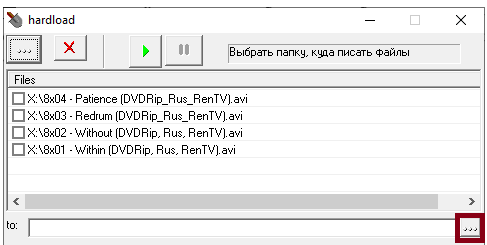 hardload
...
Выбрать папку, куда писать файлы
Files
X:\8x04 - Patience (DVDRip_Rus_RenTV).avi
X:\8x03 - Redrum (DVDRip_Rus_RenTV).avi
X:\8x02 - Without (DVDRip, Rus, RenTV).avi
X:\8x01 - Within (DVDRip, Rus, RenTV).avi
to:
...